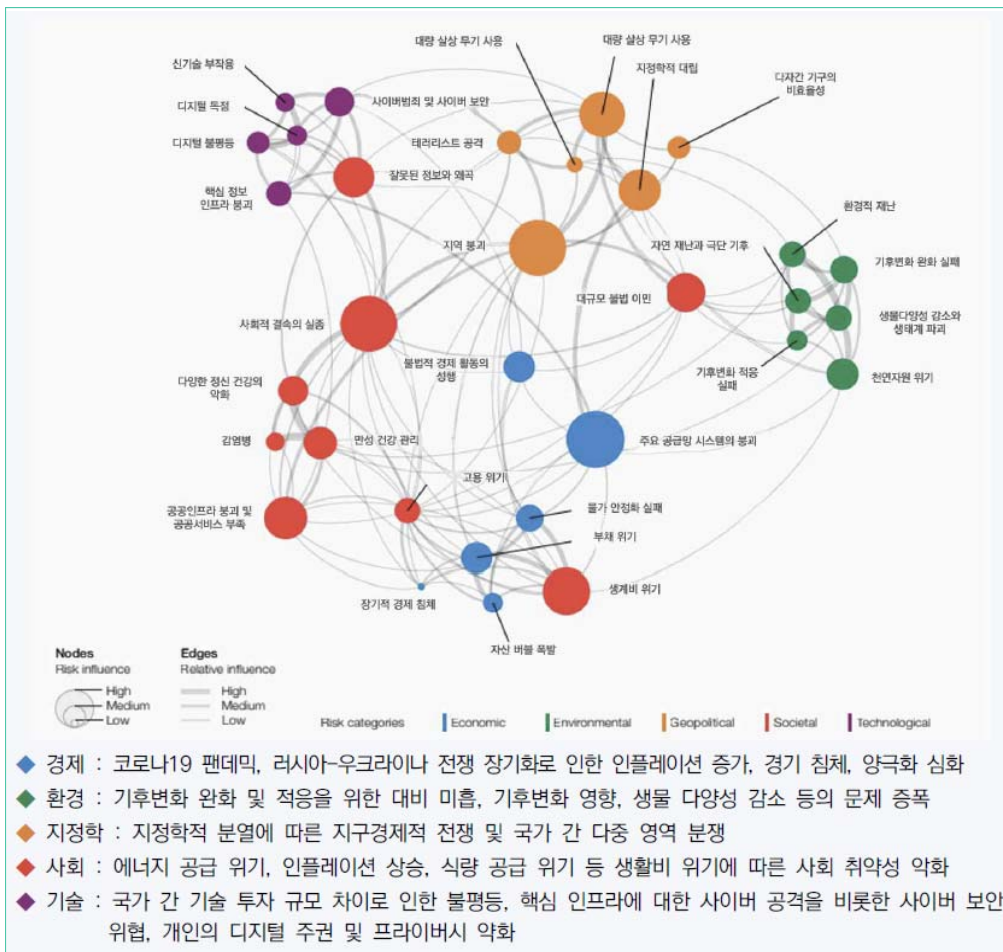 대량 살상 무기 사용
대량 살상 무기 사용
신기술 부작용
지정학적 대립
다자간 기구의
비효율성
디지털 독점
사이버범죄 및 사이버 보안
디지털 불평등
테러리스트 공격
잘못된 정보와 왜곡
핵심 정보
인프라 붕괴
환경적 재난
지역 붕괴
자연 재난과 극단 기후
기후변화 완화 실패
대규모 불법 이민
생물다양성 감소와
생태계 파괴
사회적 결속의 실종
불법적 경제 활동의
성행
기후변화 적응
실패
천연자원 위기
다양한 정신 건강의
악화
감염병
만성 건강 관리
주요 공급망 시스템의 붕괴
고용 위기
공공인프라 붕괴 및
공공서비스 부족
물가 안정화 실패
부채 위기
생계비 위기
장기적 경제 침체
자산 버블 폭발
Nodes
Risk influence
High
Medium
Low
Edges
Relative influence
High
Medium
Low
Risk categories
Economic
Environmental
Geopolitical
Societal
Technological
◆ 경제 : 코로나19 팬데믹, 러시아-우크라이나 전쟁 장기화로 인한 인플레이션 증가, 경기 침체, 양극화 심화
◆ 환경 : 기후변화 완화 및 적응을 위한 대비 미흡, 기후변화 영향, 생물 다양성 감소 등의 문제 증폭
◆ 지정학 : 지정학적 분열에 따른 지구경제적 전쟁 및 국가 간 다중 영역 분쟁
◆ 사회 : 에너지 공급 위기, 인플레이션 상승, 식량 공급 위기 등 생활비 위기에 따른 사회 취약성 악화
◆ 기술 : 국가 간 기술 투자 규모 차이로 인한 불평등, 핵심 인프라에 대한 사이버 공격을 비롯한 사이버 보안
위협, 개인의 디지털 주권 및 프라이버시 악화